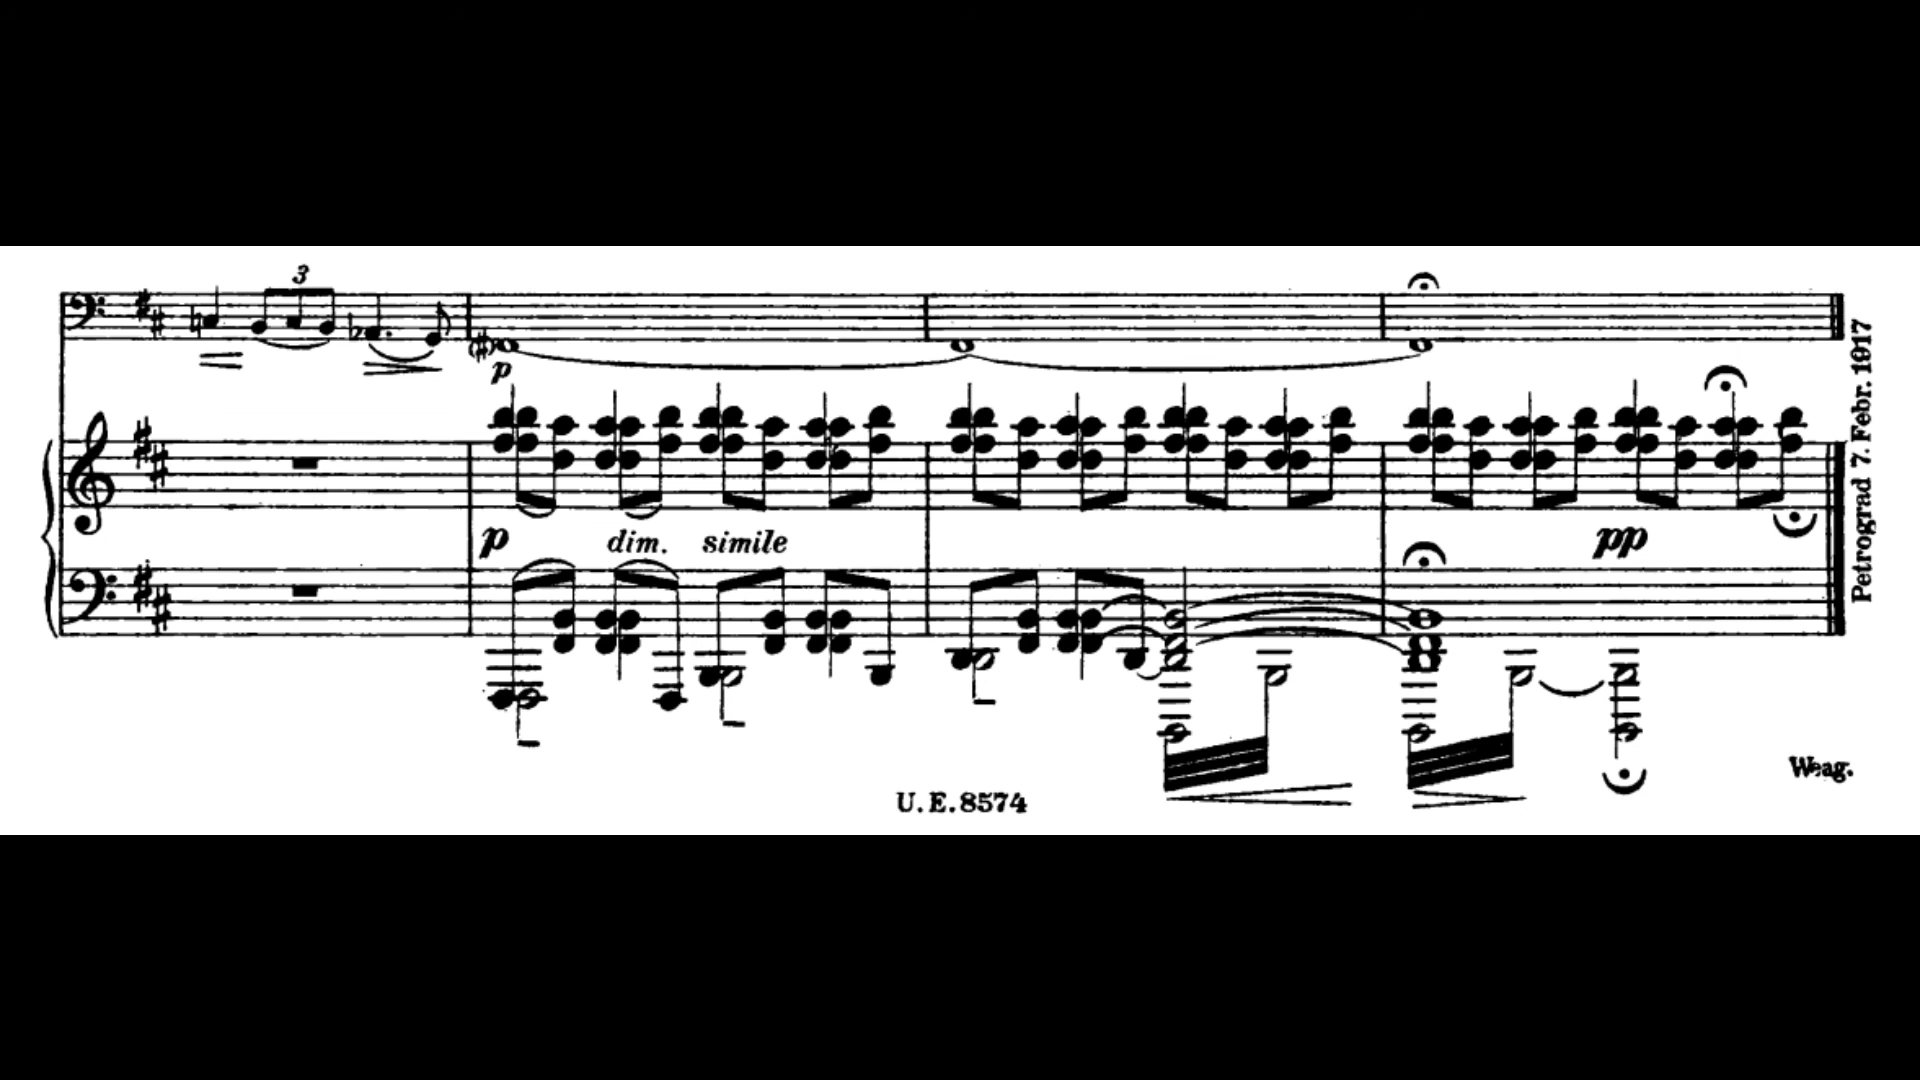 3
p
p dim. simile pp
Petrograd 7. Febr. 1917
Weag.
U. E. 8574